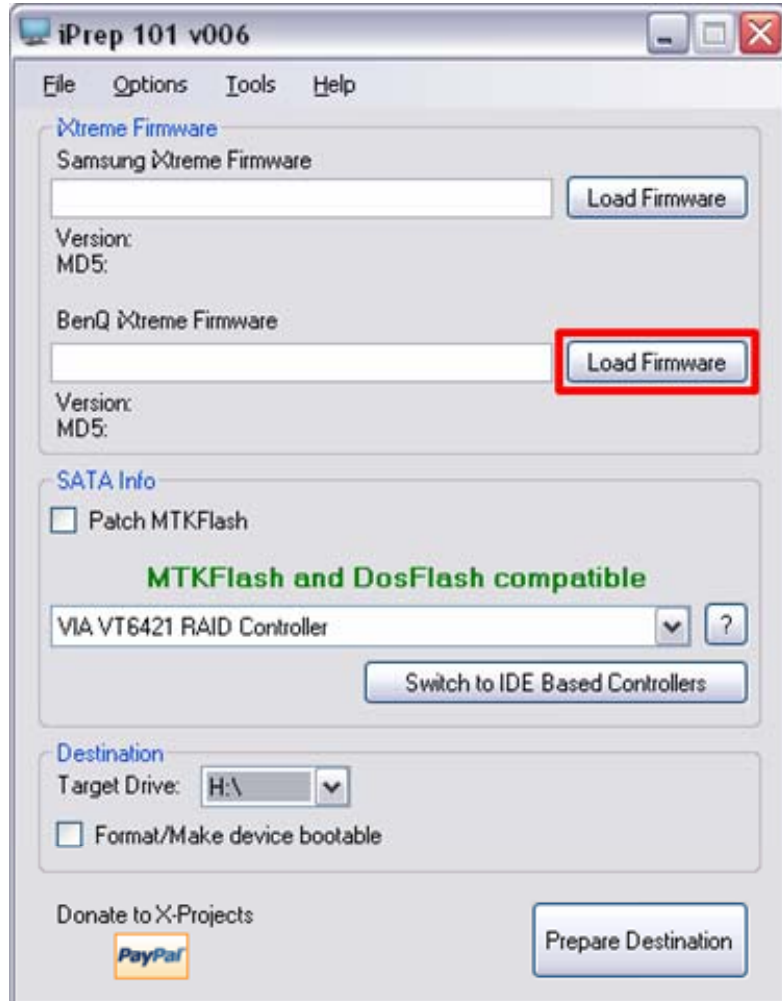 iPrep 101 v006
File Options Tools Help
iXtreme Firmware
Samsung iXtreme Firmware
Load Firmware
Version:
MD5:
BenQ iXtreme Firmware
Load Firmware
Version:
MD5:
SATA Info
Patch MTKFlash
MTKFlash and DosFlash compatible
VIA VT6421 RAID Controller ?
Switch to IDE Based Controllers
Destination
Target Drive: H:\
Format/Make device bootable
Donate to X-Projects
PayPal
Prepare Destination